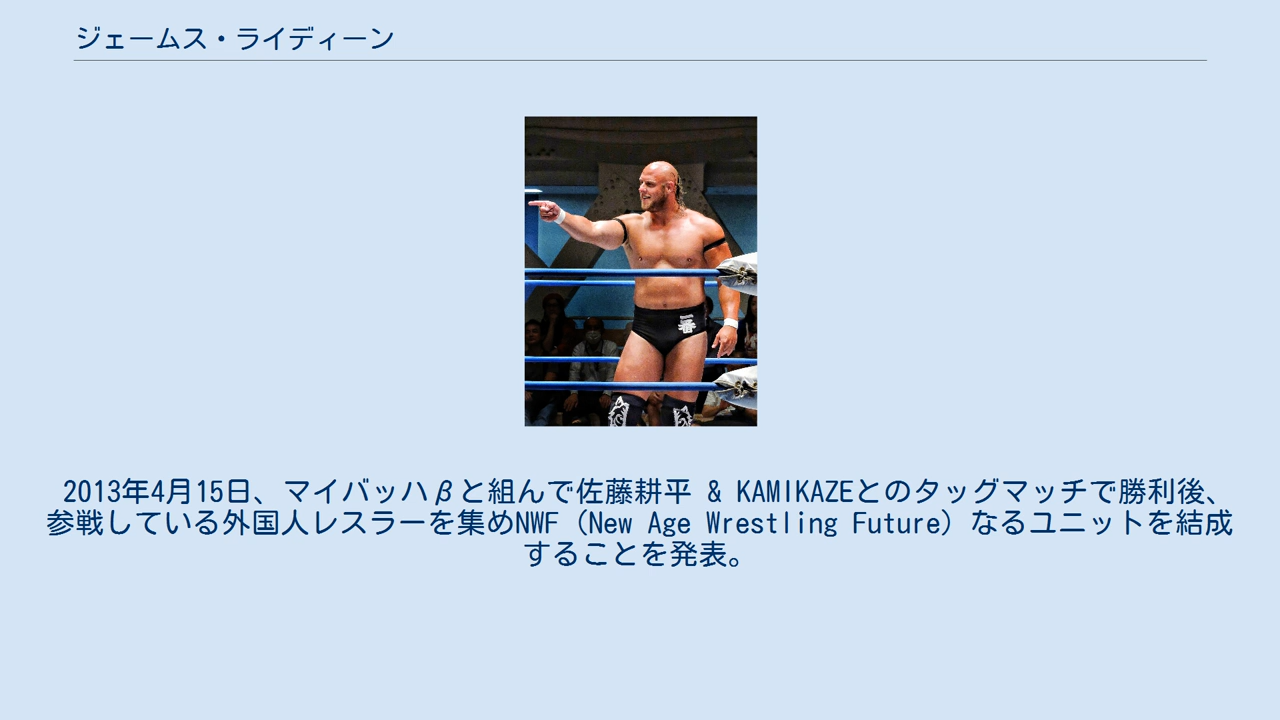 ジェームス・ライディーン
一番
2013年4月15日、マイバッハβと組んで佐藤耕平 & KAMIKAZEとのタッグマッチで勝利後、
参戦している外国人レスラーを集めNWF（New Age Wrestling Future）なるユニットを結成
することを発表。